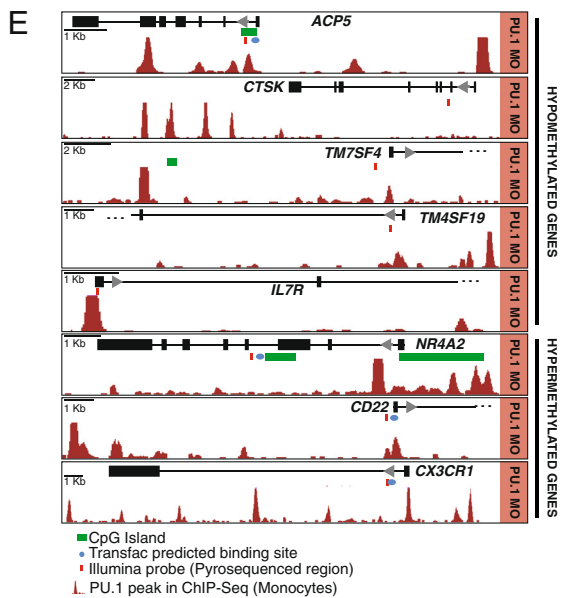 E
ACP5
1 Kb
PU.1 MO
2 Kb
CTSK
PU.1 MO
2 Kb
TM7SF4
PU.1 MO
1 Kb
TM4SF19
PU.1 MO
1 Kb
IL7R
PU.1 MO
HYPOMETHYLATED GENES
1 Kb
NR4A2
PU.1 MO
1 Kb
CD22
PU.1 MO
1 Kb
CX3CR1
PU.1 MO
HYPERMETHYLATED GENES
CpG Island
Transfac predicted binding site
Illumina probe (Pyrosequenced region)
PU.1 peak in ChIP-Seq (Monocytes)